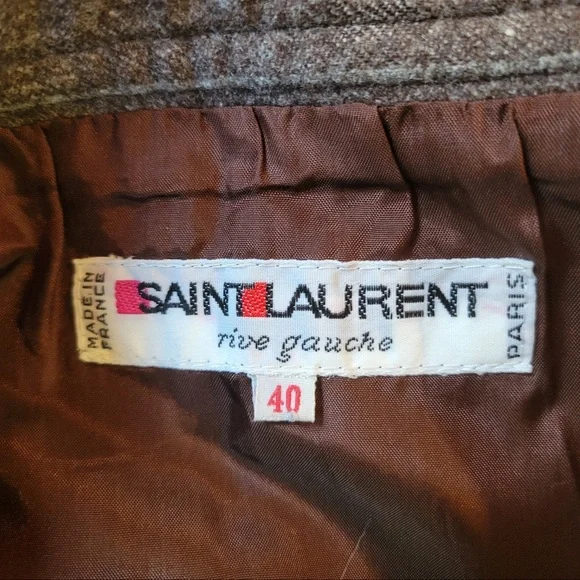 MADE IN
FRANCE
SAINT LAURENT
rive gauche
PARIS
40